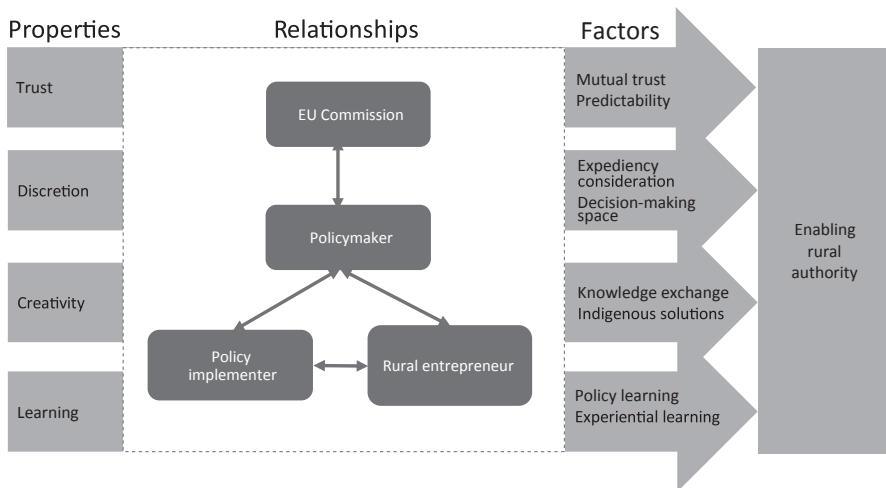 Properties
Relationships
Factors
Trust
EU Commission
Mutual trust
Predictability
Discretion
Policymaker
Expediency
consideration
Decision-making
space
Enabling
rural
authority
Creativity
Knowledge exchange
Indigenous solutions
Policy
implementer
Rural entrepreneur
Learning
Policy learning
Experiential learning